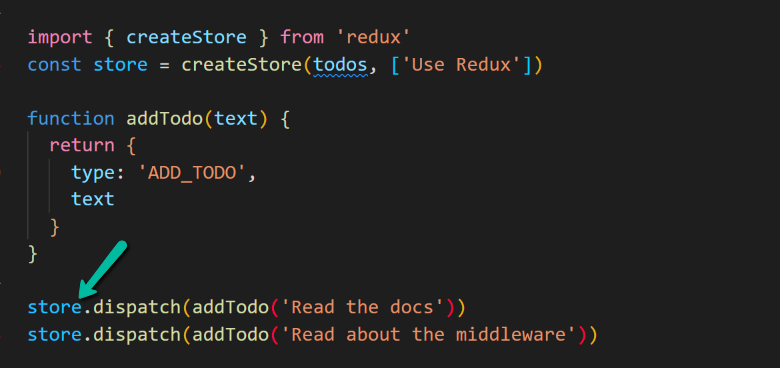 import { createStore } from 'redux'
const store = createStore(todos, ['Use Redux'])
function addTodo(text) {
return {
type: 'ADD_TODO',
text
}
}
store.dispatch(addTodo('Read the docs'))
store.dispatch(addTodo('Read about the middleware'))